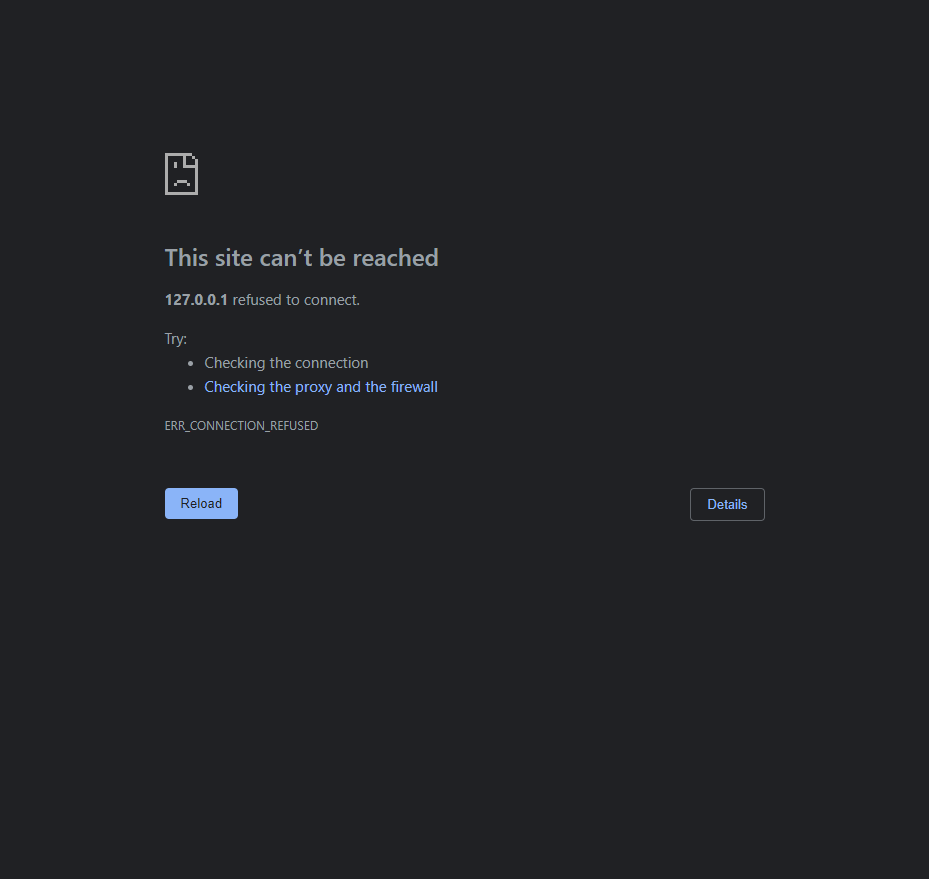 This site can’t be reached
127.0.0.1 refused to connect.
Try:
• Checking the connection
• Checking the proxy and the firewall
ERR_CONNECTION_REFUSED
Reload
Details